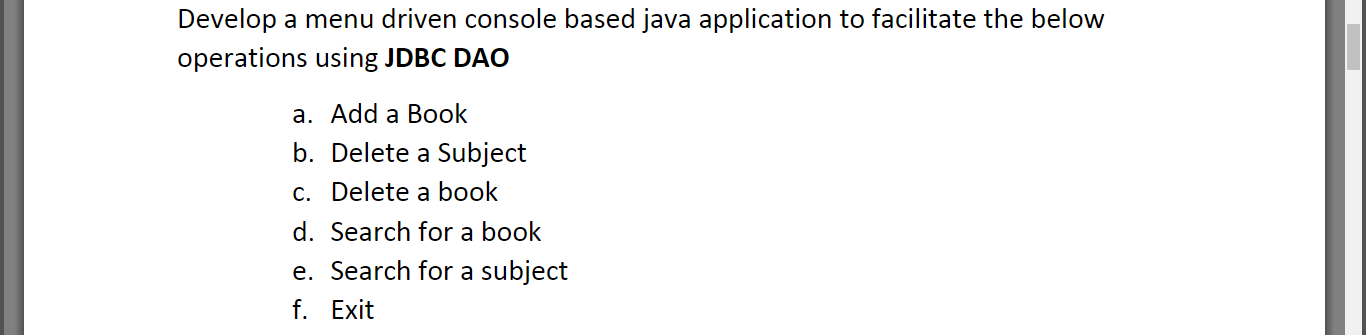 Develop a menu driven console based java application to facilitate the below
operations using JDBC DAO
a. Add a Book
b. Delete a Subject
c. Delete a book
d. Search for a book
e. Search for a subject
f. Exit